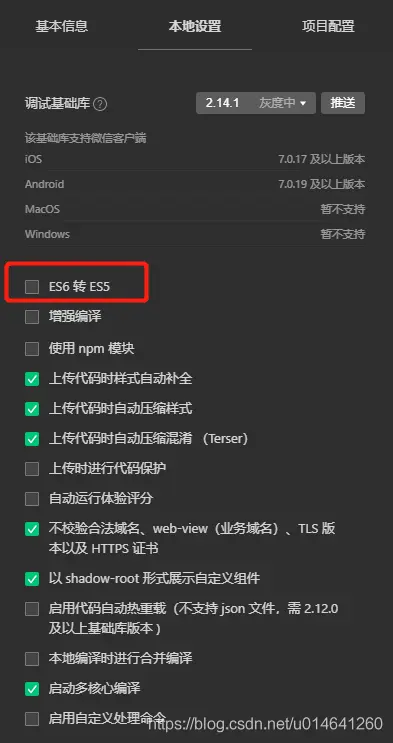 基本信息 本地设置 项目配置
调试基础库 ? 2.14.1 灰度中 推送
该基础库支持微信客户端
iOS 7.0.17 及以上版本
Android 7.0.19 及以上版本
MacOS 暂不支持
Windows 暂不支持
ES6 转 ES5
增强编译
使用 npm 模块
上传代码时样式自动补全
上传代码时自动压缩样式
上传代码时自动压缩混淆 （Terser）
上传时进行代码保护
自动运行体验评分
不校验合法域名、web-view（业务域名）、TLS 版
本以及 HTTPS 证书
以 shadow-root 形式展示自定义组件
启用代码自动热重载（不支持 json 文件，需 2.12.0
及以上基础库版本）
本地编译时进行合并编译
启动多核心编译
启用自定义处理命令
https://blog.csdn.net/u014641260